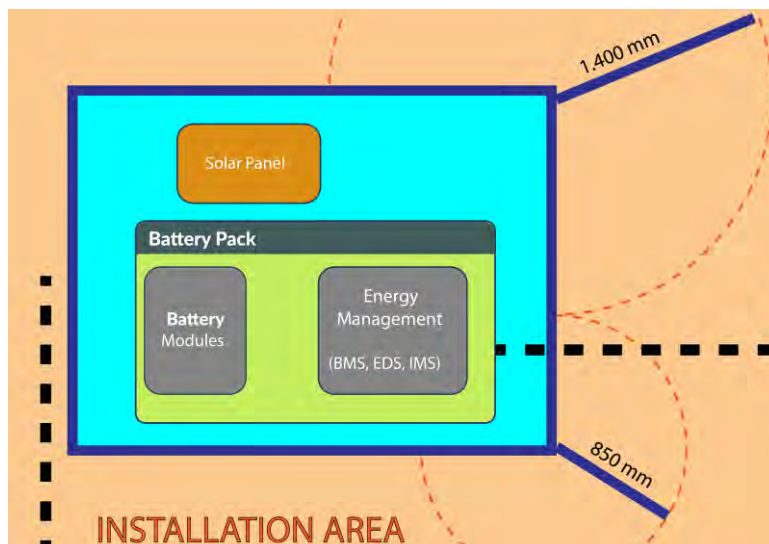 1.400 mm
Solar Panel
Battery Pack
Battery
Modules
Energy
Management
(BMS, EDS, IMS)
850 mm
INSTALLATION AREA